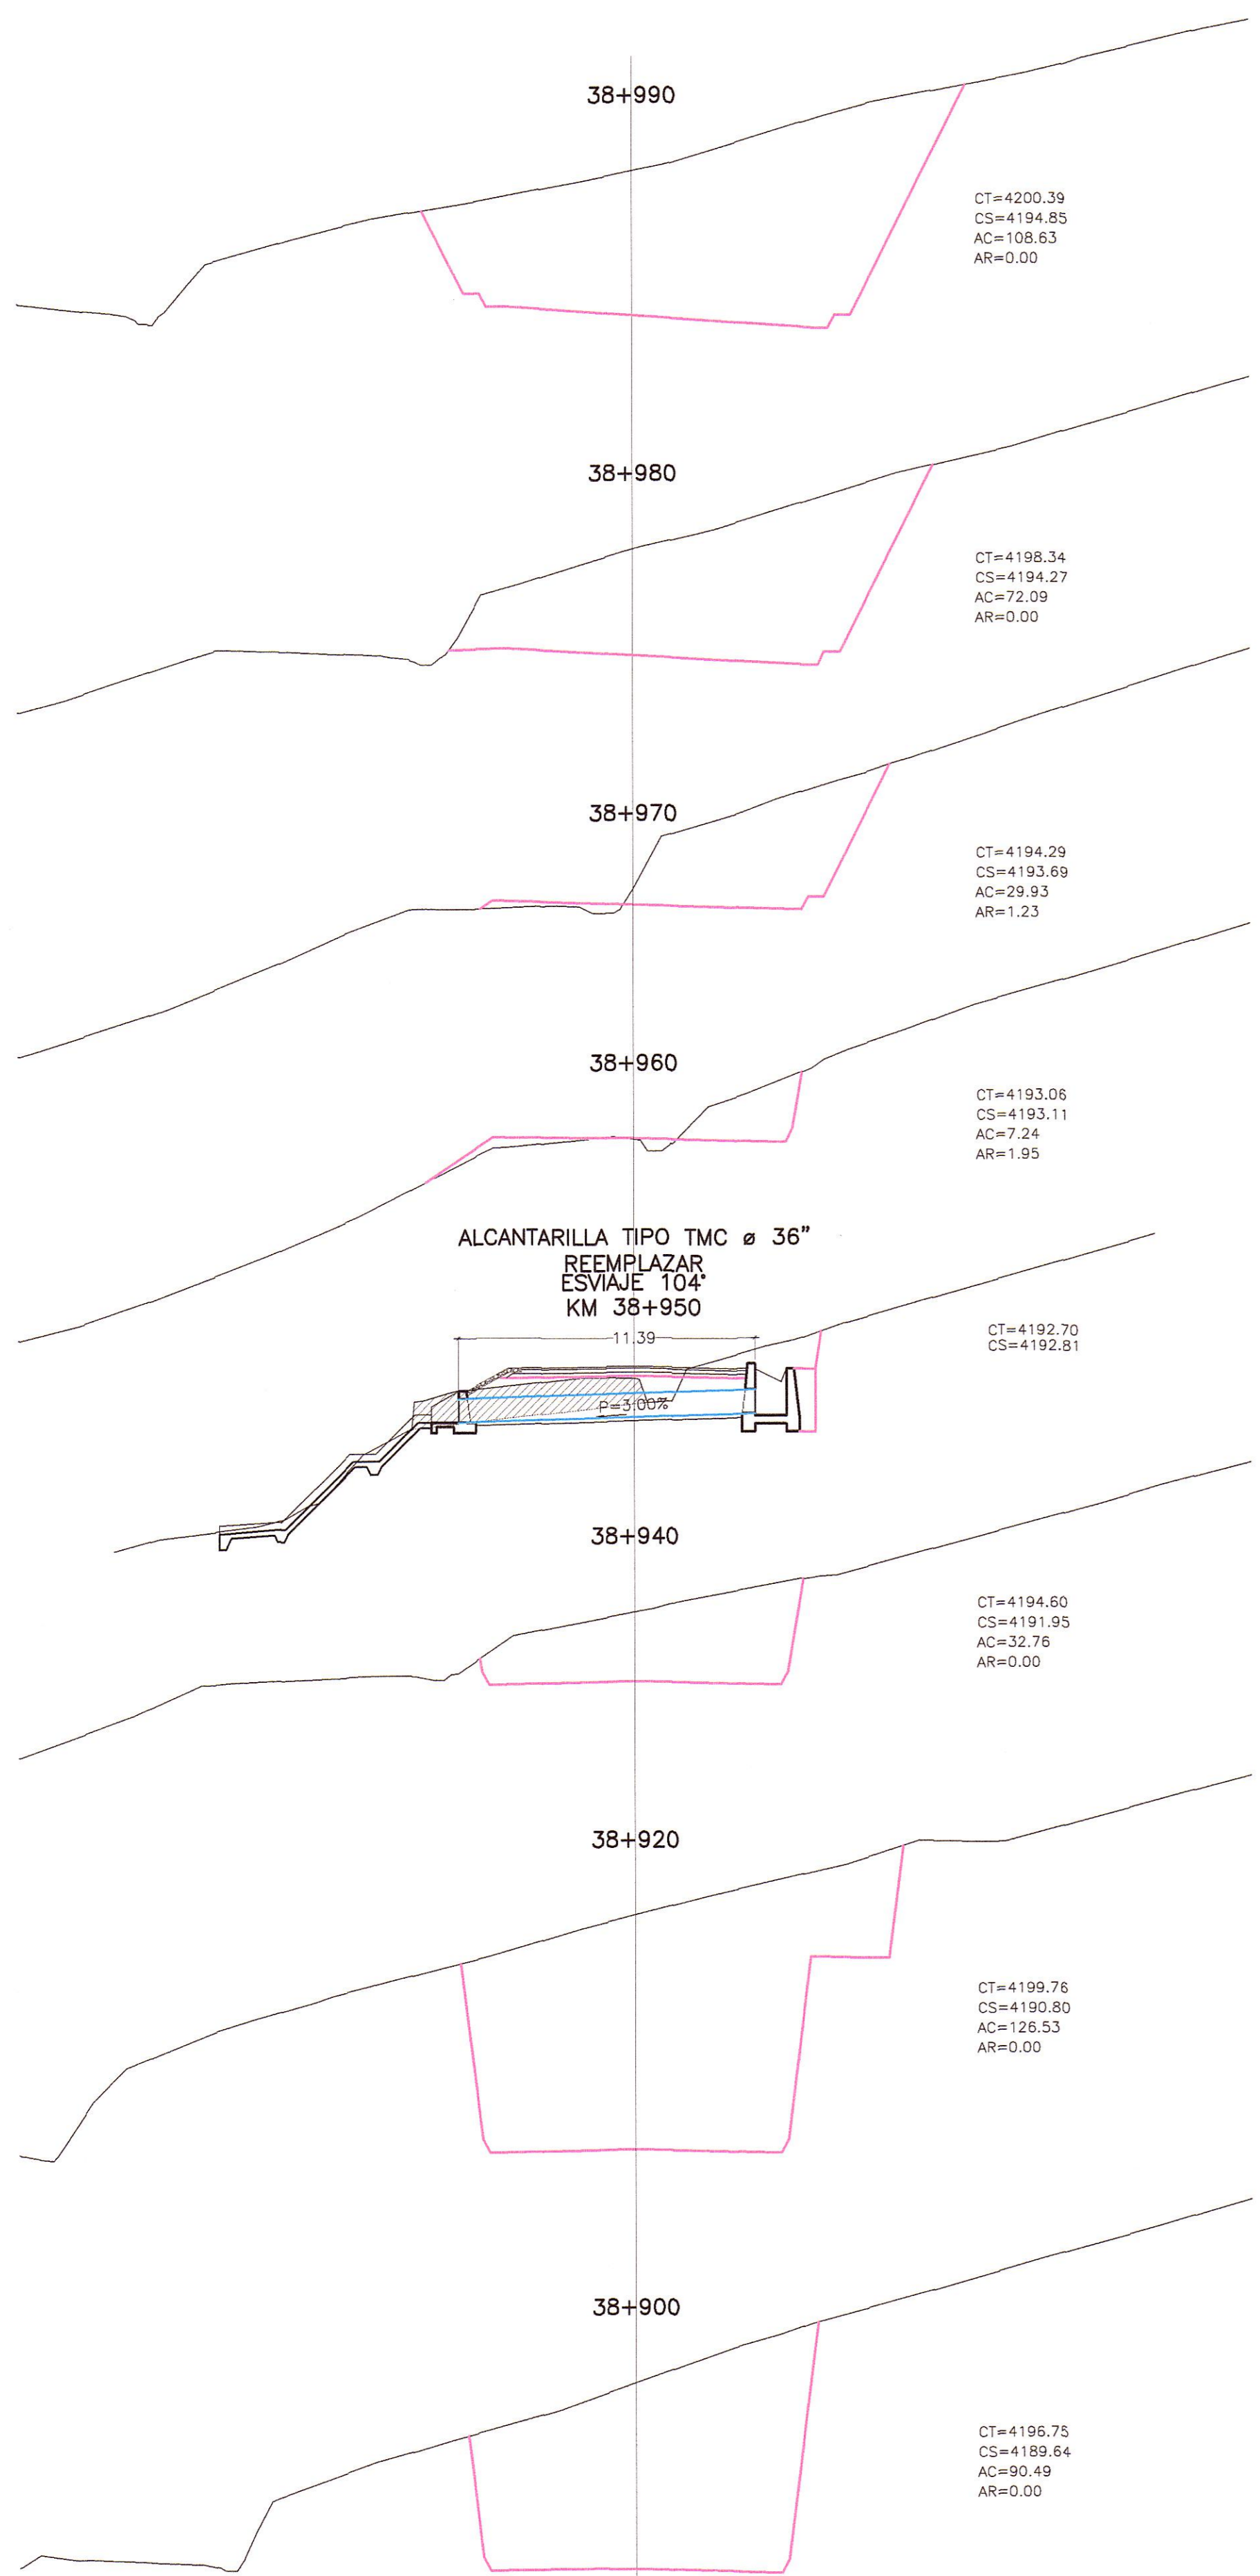 38+990
CT=4200.39
CS=4194.85
AC=108.63
AR=0.00
38+980
CT=4198.34
CS=4194.27
AC=72.09
AR=0.00
38+970
CT=4194.29
CS=4193.69
AC=29.93
AR=1.23
38+960
CT=4193.06
CS=4193.11
AC=7.24
AR=1.95
ALCANTARILLA TIPO TMC ø 36"
REEMPLAZAR
ESVIAJE 104°
KM 38+950
11.39
CT=4192.70
CS=4192.81
P=3.00%
38+940
CT=4194.60
CS=4191.95
AC=32.76
AR=0.00
38+920
CT=4199.76
CS=4190.80
AC=126.53
AR=0.00
38+900
CT=4196.75
CS=4189.64
AC=90.49
AR=0.00